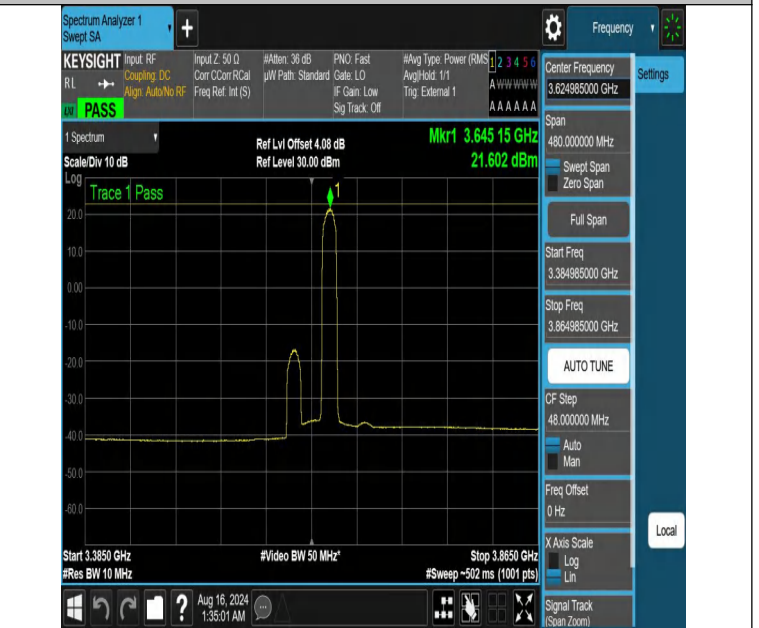 Spectrum Analyzer 1
Swept SA
+
Frequency
KEYSIGHT
RL
PASS
Input: RF
Coupling: DC
Align: Auto/No RF
Input Z: 50 Ω
Corr CCorr RCal
Freq Ref: Int (S)
#Atten: 36 dB
µW Path: Standard
PNO: Fast
Gate: LO
IF Gain: Low
Sig Track: Off
#Avg Type: Power (RMS)
Avg|Hold: 1/1
Trig: External 1
1 2 3 4 5 6
A W W W W W
A A A A A A
Center Frequency
3.624985000 GHz
Settings
Span
480.000000 MHz
Swept Span
Zero Span
Full Span
Start Freq
3.384985000 GHz
Stop Freq
3.864985000 GHz
AUTO TUNE
CF Step
48.000000 MHz
Auto
Man
Freq Offset
0 Hz
X Axis Scale
Log
Lin
Signal Track
(Span Zoom)
Local
1 Spectrum
Scale/Div 10 dB
Ref Lvl Offset 4.08 dB
Ref Level 30.00 dBm
Mkr1 3.645 15 GHz
21.602 dBm
Log
Trace 1 Pass
1
20.0
10.0
0.00
-10.0
-20.0
-30.0
-40.0
-50.0
-60.0
Start 3.3850 GHz
#Res BW 10 MHz
#Video BW 50 MHz*
Stop 3.8650 GHz
#Sweep ~502 ms (1001 pts)
?
Aug 16, 2024
1:35:01 AM